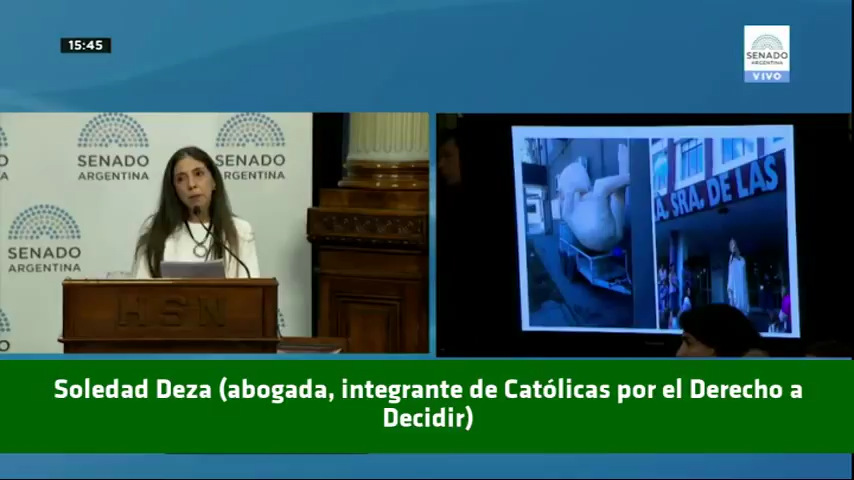 15:45
SENADO
ARGENTINA
VIVO
SENADO
ARGENTINA
SENADO
ARGENTINA
SENADO
ARGENTINA
HSN
A. SRA. DE LAS
Soledad Deza (abogada, integrante de Católicas por el Derecho a
Decidir)